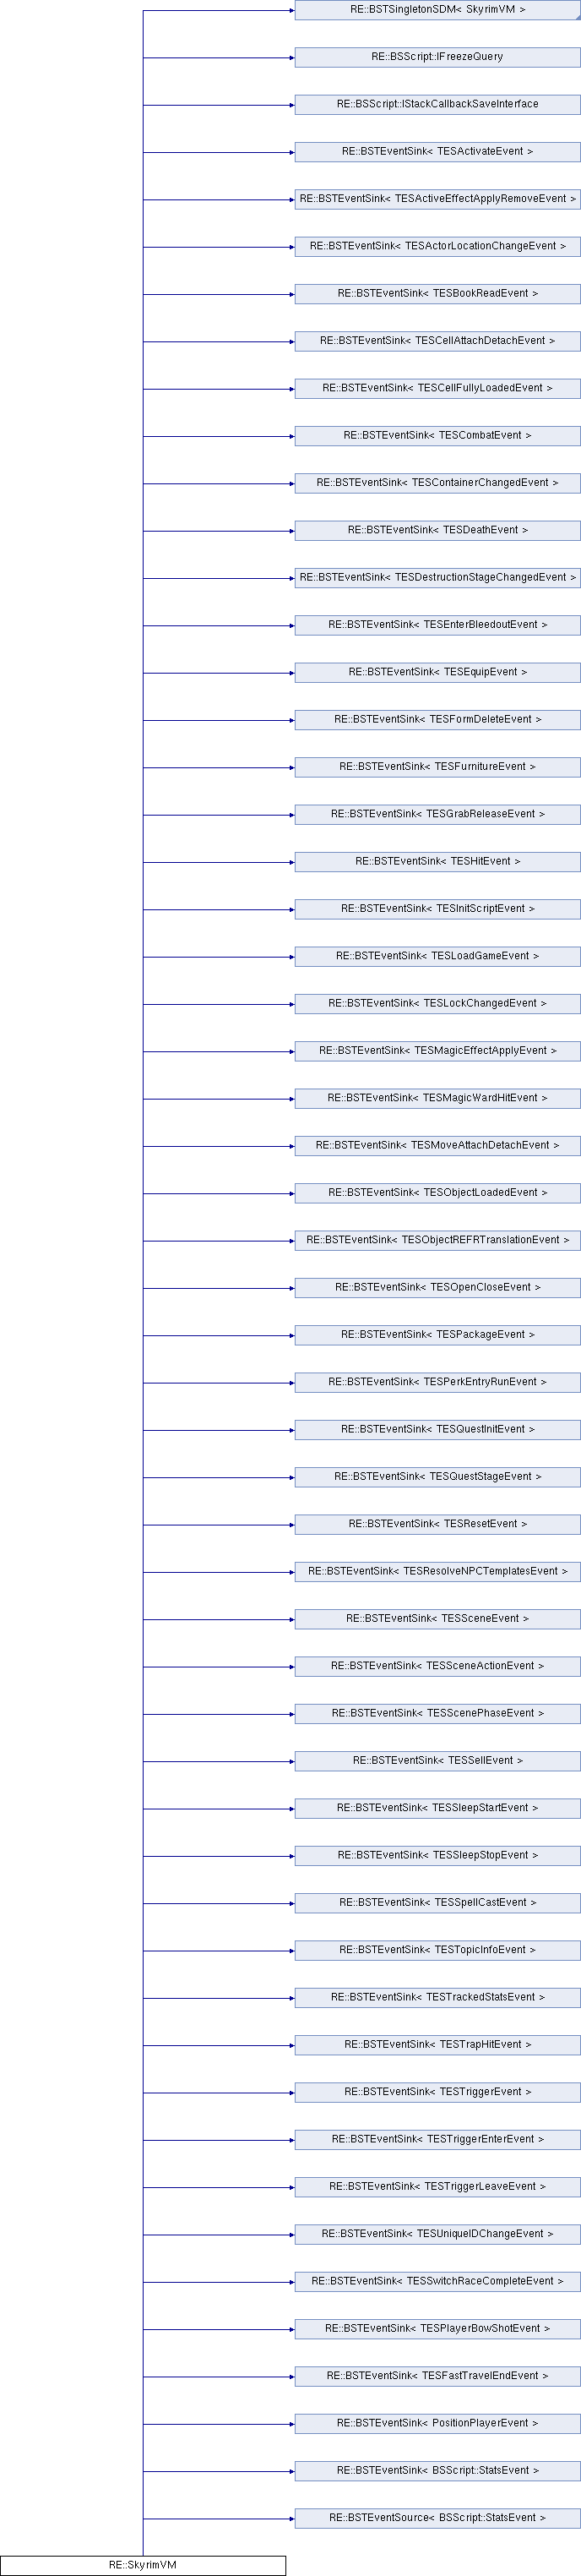 RE::BSTSingletonSDM< SkyrimVM >
RE::BSScript::IFreezeQuery
RE::BSScript::IStackCallbackSaveInterface
RE::BSTEventSink< TESActivateEvent >
RE::BSTEventSink< TESActiveEffectApplyRemoveEvent >
RE::BSTEventSink< TESActorLocationChangeEvent >
RE::BSTEventSink< TESBookReadEvent >
RE::BSTEventSink< TESCellAttachDetachEvent >
RE::BSTEventSink< TESCellFullyLoadedEvent >
RE::BSTEventSink< TESCombatEvent >
RE::BSTEventSink< TESContainerChangedEvent >
RE::BSTEventSink< TESDeathEvent >
RE::BSTEventSink< TESDestructionStageChangedEvent >
RE::BSTEventSink< TESEnterBleedoutEvent >
RE::BSTEventSink< TESEquipEvent >
RE::BSTEventSink< TESFormDeleteEvent >
RE::BSTEventSink< TESFurnitureEvent >
RE::BSTEventSink< TESGrabReleaseEvent >
RE::BSTEventSink< TESHitEvent >
RE::BSTEventSink< TESInitScriptEvent >
RE::BSTEventSink< TESLoadGameEvent >
RE::BSTEventSink< TESLockChangedEvent >
RE::BSTEventSink< TESMagicEffectApplyEvent >
RE::BSTEventSink< TESMagicWardHitEvent >
RE::BSTEventSink< TESMoveAttachDetachEvent >
RE::BSTEventSink< TESObjectLoadedEvent >
RE::BSTEventSink< TESObjectREFRTranslationEvent >
RE::BSTEventSink< TESOpenCloseEvent >
RE::BSTEventSink< TESPackageEvent >
RE::BSTEventSink< TESPerkEntryRunEvent >
RE::BSTEventSink< TESQuestInitEvent >
RE::BSTEventSink< TESQuestStageEvent >
RE::BSTEventSink< TESResetEvent >
RE::BSTEventSink< TESResolveNPCTemplatesEvent >
RE::BSTEventSink< TESSceneEvent >
RE::BSTEventSink< TESSceneActionEvent >
RE::BSTEventSink< TESScenePhaseEvent >
RE::BSTEventSink< TESSellEvent >
RE::BSTEventSink< TESSleepStartEvent >
RE::BSTEventSink< TESSleepStopEvent >
RE::BSTEventSink< TESSpellCastEvent >
RE::BSTEventSink< TESTopicInfoEvent >
RE::BSTEventSink< TESTrackedStatsEvent >
RE::BSTEventSink< TESTrapHitEvent >
RE::BSTEventSink< TESTriggerEvent >
RE::BSTEventSink< TESTriggerEnterEvent >
RE::BSTEventSink< TESTriggerLeaveEvent >
RE::BSTEventSink< TESUniqueIDChangeEvent >
RE::BSTEventSink< TESSwitchRaceCompleteEvent >
RE::BSTEventSink< TESPlayerBowShotEvent >
RE::BSTEventSink< TESFastTravelEndEvent >
RE::BSTEventSink< PositionPlayerEvent >
RE::BSTEventSink< BSScript::StatsEvent >
RE::BSTEventSource< BSScript::StatsEvent >
RE::SkyrimVM